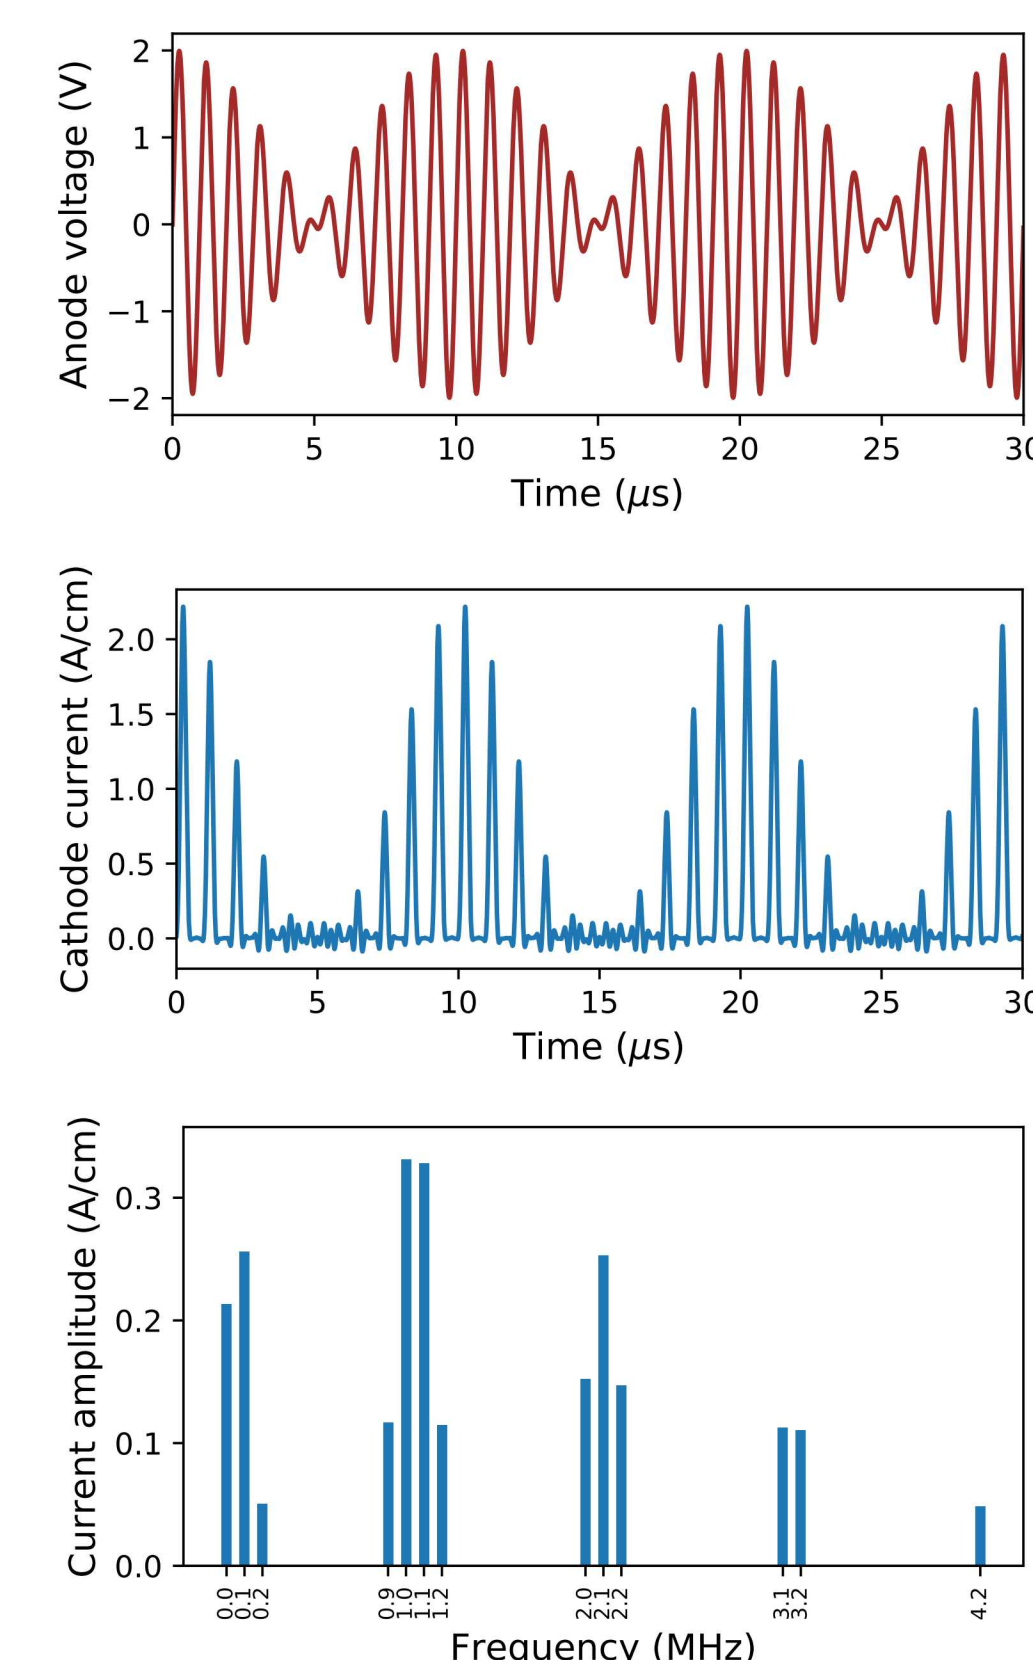 Anode voltage (V)
2
1
0
−1
−2
0 5 10 15 20 25 30
Time (μs)
Cathode current (A/cm)
2.0
1.5
1.0
0.5
0.0
0 5 10 15 20 25 30
Time (μs)
Current amplitude (A/cm)
0.3
0.2
0.1
0.0
0.0 0.1 0.2 0.9 1.0 1.1 1.2 2.0 2.1 2.2 3.1 3.2 4.2
Frequency (MHz)